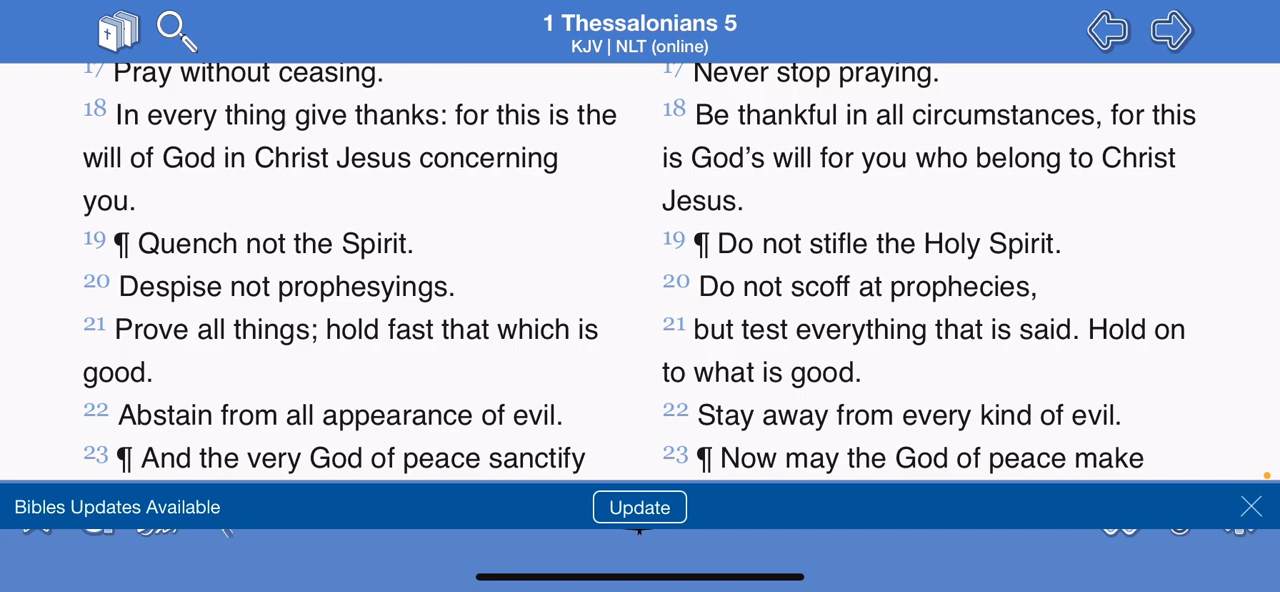 1 Thessalonians 5
KJV | NLT (online)
17 Pray without ceasing.
18 In every thing give thanks: for this is the
will of God in Christ Jesus concerning
you.
19 ¶ Quench not the Spirit.
20 Despise not prophesyings.
21 Prove all things; hold fast that which is
good.
22 Abstain from all appearance of evil.
23 ¶ And the very God of peace sanctify
17 Never stop praying.
18 Be thankful in all circumstances, for this
is God’s will for you who belong to Christ
Jesus.
19 ¶ Do not stifle the Holy Spirit.
20 Do not scoff at prophecies,
21 but test everything that is said. Hold on
to what is good.
22 Stay away from every kind of evil.
23 ¶ Now may the God of peace make
Bibles Updates Available
Update